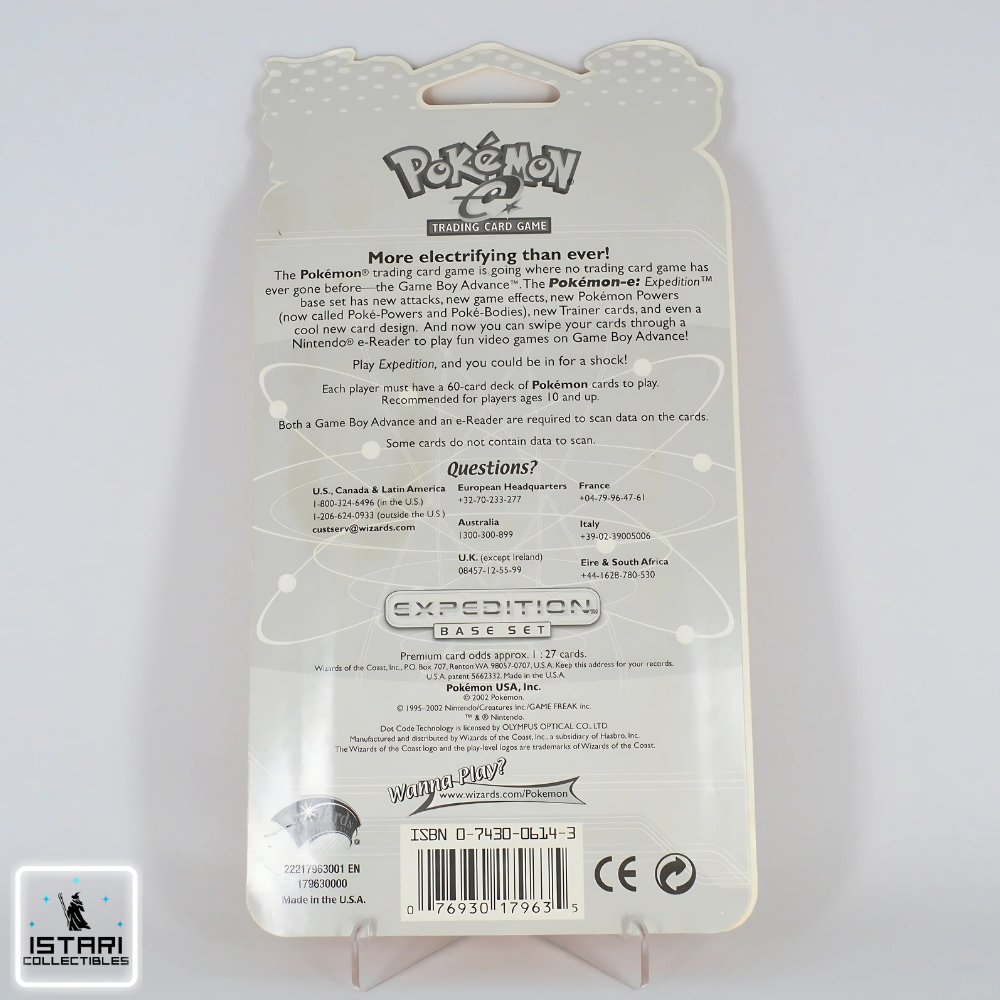 POKéMON
e
TRADING CARD GAME
More electrifying than ever!
The Pokémon® trading card game is going where no trading card game has
ever gone before—the Game Boy Advance™. The Pokémon-e: Expedition™
base set has new attacks, new game effects, new Pokémon Powers
(now called Poké-Powers and Poké-Bodies), new Trainer cards, and even a
cool new card design. And now you can swipe your cards through a
Nintendo® e-Reader to play fun video games on Game Boy Advance!
Play Expedition, and you could be in for a shock!
Each player must have a 60-card deck of Pokémon cards to play.
Recommended for players ages 10 and up.
Both a Game Boy Advance and an e-Reader are required to scan data on the cards.
Some cards do not contain data to scan.
Questions?
U.S., Canada & Latin America
1-800-324-6496 (in the U.S.)
1-206-624-0933 (outside the U.S.)
custserv@wizards.com
European Headquarters
+32-70-233-277
Australia
1300-300-899
U.K. (except Ireland)
08457-12-55-99
France
+04-79-96-47-61
Italy
+39-02-39005006
Eire & South Africa
+44-1628-780-530
EXPEDITION™
BASE SET
Premium card odds approx. 1 : 27 cards.
Wizards of the Coast, Inc., P.O. Box 707, Renton WA 98057-0707, U.S.A. Keep this address for your records.
U.S.A. patent 5662332. Made in the U.S.A.
Pokémon USA, Inc.
© 2002 Pokémon.
© 1995–2002 Nintendo/Creatures Inc./GAME FREAK inc.
™ & ® Nintendo.
Dot Code Technology is licensed by OLYMPUS OPTICAL CO., LTD.
Manufactured and distributed by Wizards of the Coast, Inc., a subsidiary of Hasbro, Inc.
The Wizards of the Coast logo and the play-level logos are trademarks of Wizards of the Coast.
Wanna Play?
www.wizards.com/Pokemon
ISBN 0-7430-0614-3
22217963001 EN
179630000
Made in the U.S.A.
0 76930 17963 5
CE
ISTARI
COLLECTIBLES